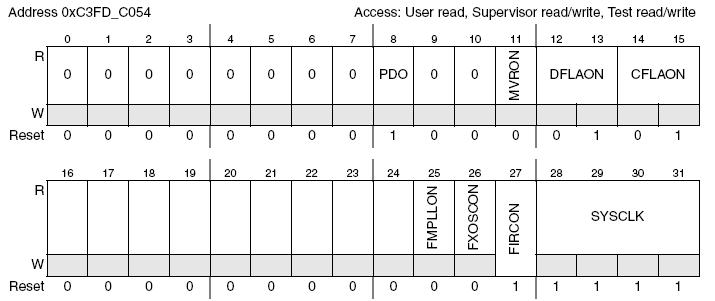 Address 0xC3FD_C054 Access: User read, Supervisor read/write, Test read/write
0 1 2 3 4 5 6 7 8 9 10 11 12 13 14 15
R 0 0 0 0 0 0 0 0 PDO 0 0 MVRON DFLAON CFLAON
W
Reset 0 0 0 0 0 0 0 0 1 0 0 0 0 1 0 1
16 17 18 19 20 21 22 23 24 25 26 27 28 29 30 31
R FMPLLON FXOSCON FIRCON SYSCLK
W
Reset 0 0 0 0 0 0 0 0 0 0 0 1 1 1 1 1